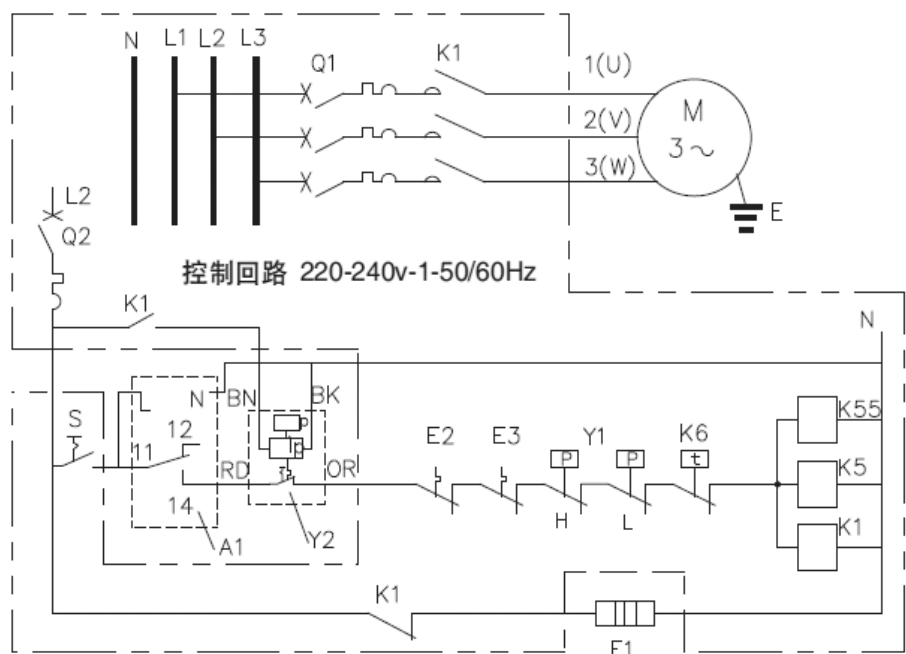 N L1 L2 L3
Q1
K1
1(U)
2(V)
3(W)
M
3~
E
L2
Q2
控制回路 220-240v-1-50/60Hz
K1
N
S
11
12
14
A1
N
BN
BK
RD
OR
Y2
E2
E3
Y1
K6
P
P
t
H
L
K55
K5
K1
K1